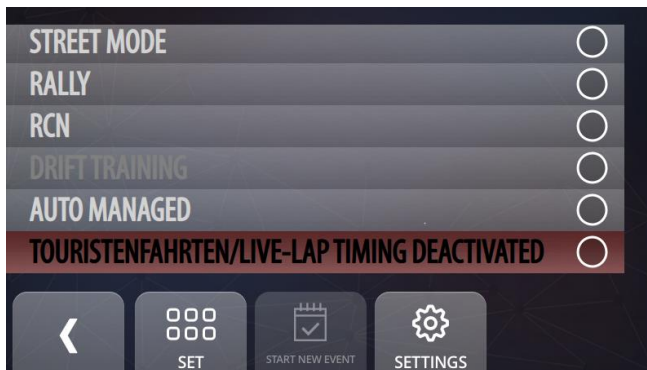 STREET MODE
RALLY
RCN
DRIFT TRAINING
AUTO MANAGED
TOURISTENFAHRTEN/LIVE-LAP TIMING DEACTIVATED
SET
START NEW EVENT
SETTINGS